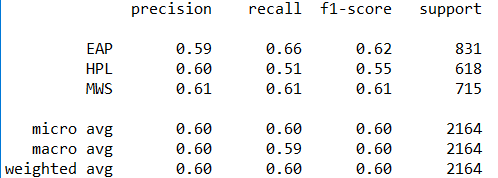 precision recall f1-score support
EAP 0.59 0.66 0.62 831
HPL 0.60 0.51 0.55 618
MWS 0.61 0.61 0.61 715
micro avg 0.60 0.60 0.60 2164
macro avg 0.60 0.59 0.60 2164
weighted avg 0.60 0.60 0.60 2164